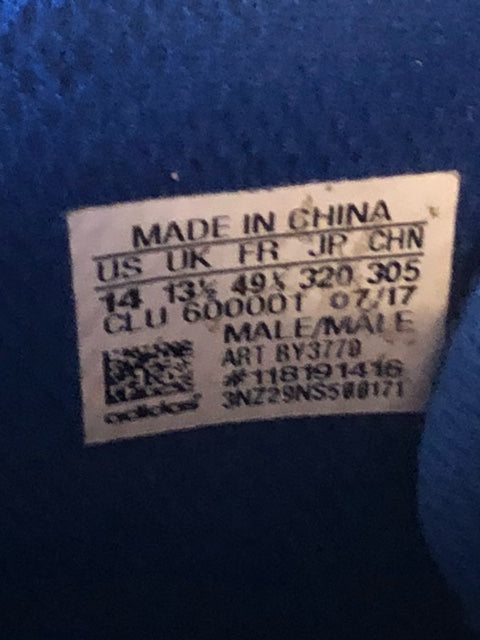 MADE IN CHINA
US UK FR JP CHN
14 13½ 49⅓ 320 305
CLU 600001 07/17
MALE/MALE
ART BY3770
#118191416
3NZ29NS500171
adidas